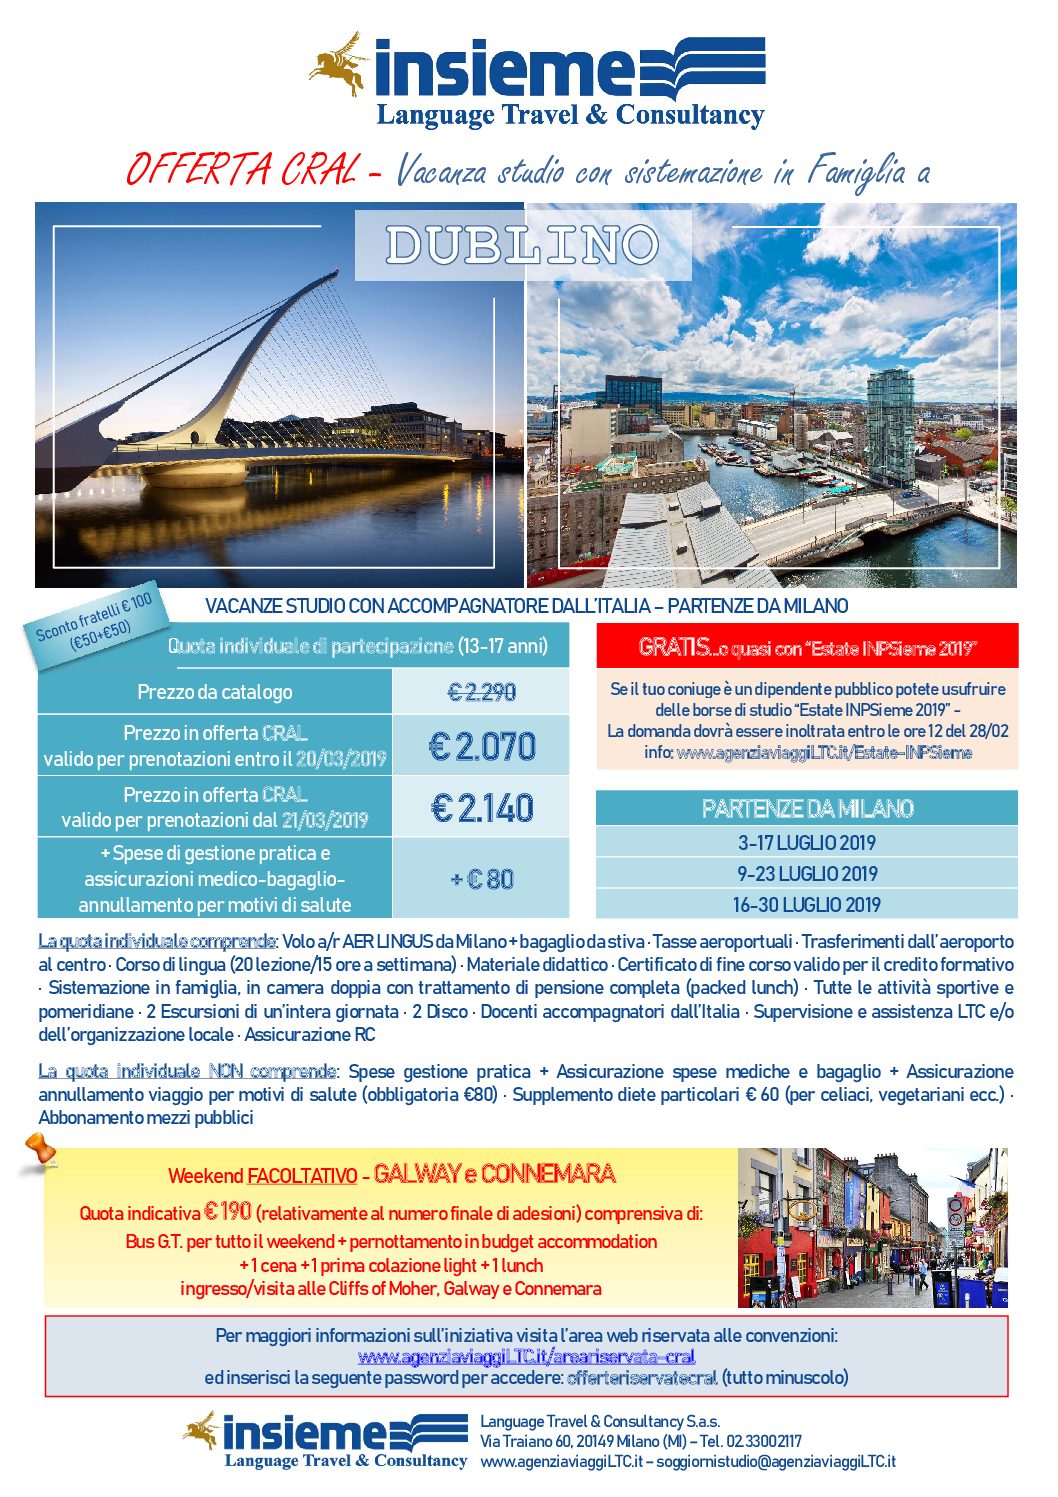 insieme
Language Travel & Consultancy
OFFERTA CRAL - Vacanza studio con sistemazione in Famiglia a
DUBLINO
Sconto fratelli € 100
(€50+€50)
VACANZE STUDIO CON ACCOMPAGNATORE DALL'ITALIA – PARTENZE DA MILANO
Quota individuale di partecipazione (13-17 anni)
Prezzo da catalogo
€ 2.290
Prezzo in offerta CRAL
valido per prenotazioni entro il 20/03/2019
€ 2.070
Prezzo in offerta CRAL
valido per prenotazioni dal 21/03/2019
€ 2.140
+ Spese di gestione pratica e
assicurazioni medico-bagaglio-
annullamento per motivi di salute
+ € 80
GRATIS...o quasi con “Estate INPSieme 2019”
Se il tuo coniuge è un dipendente pubblico potete usufruire
delle borse di studio “Estate INPSieme 2019” -
La domanda dovrà essere inoltrata entro le ore 12 del 28/02
info: www.agenziaviaggiLTC.it/Estate-INPSieme
PARTENZE DA MILANO
3-17 LUGLIO 2019
9-23 LUGLIO 2019
16-30 LUGLIO 2019
La quota individuale comprende: Volo a/r AER LINGUS da Milano + bagaglio da stiva · Tasse aeroportuali · Trasferimenti dall'aeroporto
al centro · Corso di lingua (20 lezione/15 ore a settimana) · Materiale didattico · Certificato di fine corso valido per il credito formativo
· Sistemazione in famiglia, in camera doppia con trattamento di pensione completa (packed lunch) · Tutte le attività sportive e
pomeridiane · 2 Escursioni di un'intera giornata · 2 Disco · Docenti accompagnatori dall'Italia · Supervisione e assistenza LTC e/o
dell'organizzazione locale · Assicurazione RC
La quota individuale NON comprende: Spese gestione pratica + Assicurazione spese mediche e bagaglio + Assicurazione
annullamento viaggio per motivi di salute (obbligatoria €80) · Supplemento diete particolari € 60 (per celiaci, vegetariani ecc.) ·
Abbonamento mezzi pubblici
Weekend FACOLTATIVO - GALWAY e CONNEMARA
Quota indicativa € 190 (relativamente al numero finale di adesioni) comprensiva di:
Bus G.T. per tutto il weekend + pernottamento in budget accommodation
+ 1 cena + 1 prima colazione light + 1 lunch
ingresso/visita alle Cliffs of Moher, Galway e Connemara
Per maggiori informazioni sull'iniziativa visita l'area web riservata alle convenzioni:
www.agenziaviaggiLTC.it/areariservata-cral
ed inserisci la seguente password per accedere: offerteriservatecral (tutto minuscolo)
insieme
Language Travel & Consultancy
Language Travel & Consultancy S.a.s.
Via Traiano 60, 20149 Milano (MI) – Tel. 02.33002117
www.agenziaviaggiLTC.it – soggiornistudio@agenziaviaggiLTC.it